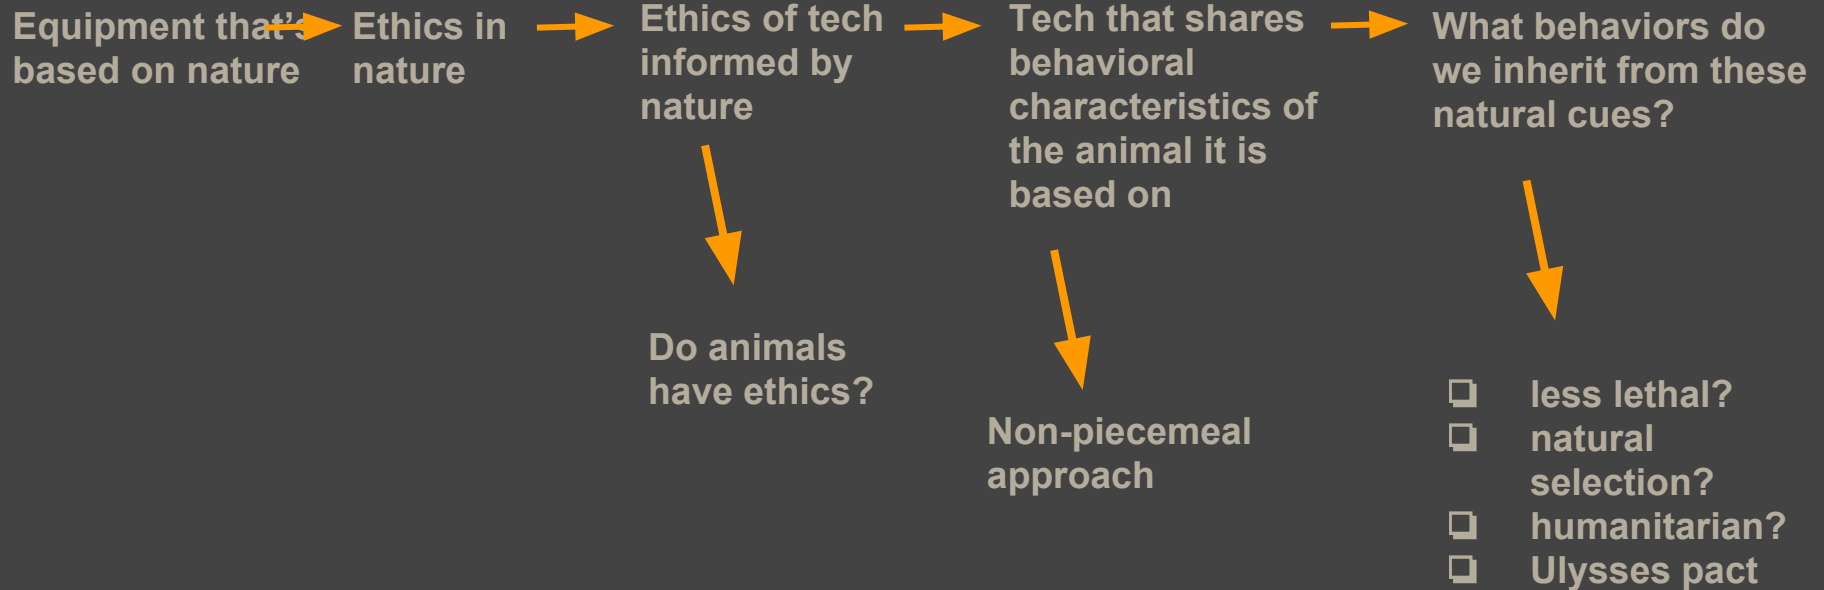 Equipment that's
based on nature
Ethics in
nature
Ethics of tech
informed by
nature
Tech that shares
behavioral
characteristics of
the animal it is
based on
What behaviors do
we inherit from these
natural cues?
Do animals
have ethics?
Non-piecemeal
approach
less lethal?
natural
selection?
humanitarian?
Ulysses pact